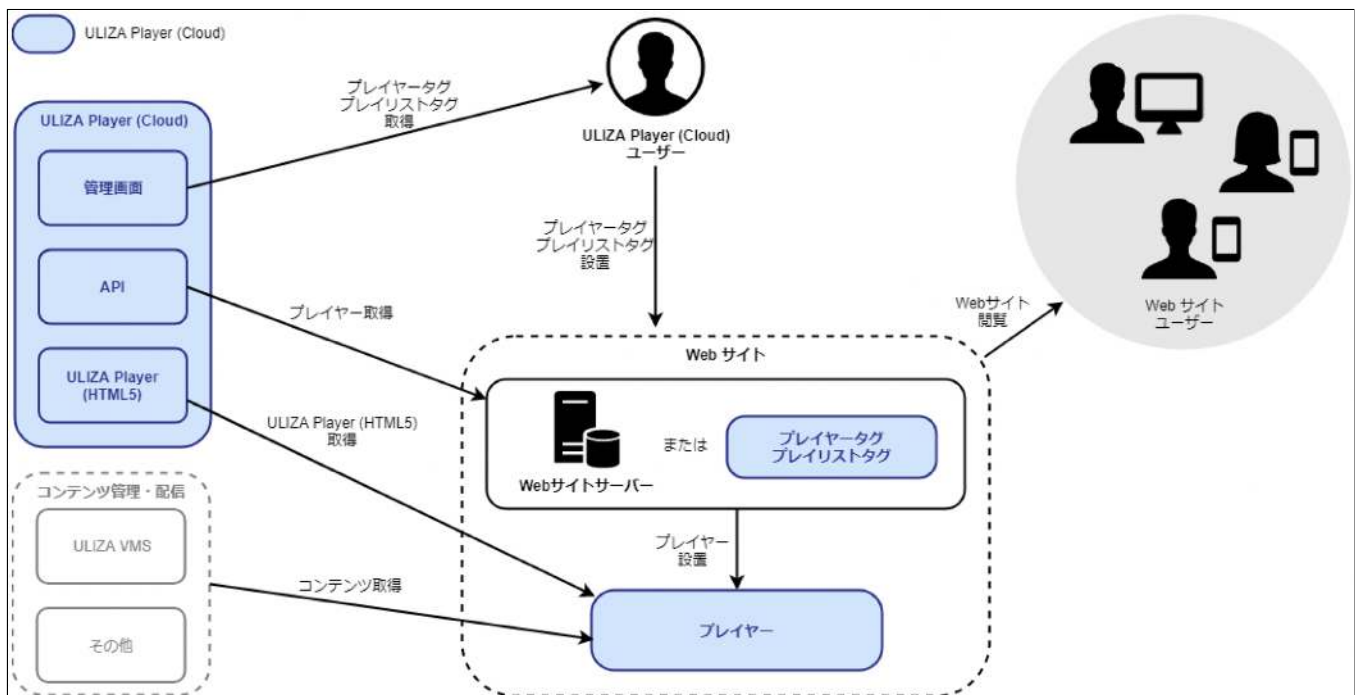 ULIZA Player (Cloud)
ULIZA Player (Cloud)
管理画面
API
ULIZA Player
(HTML5)
コンテンツ管理・配信
ULIZA VMS
その他
プレイヤータグ
プレイリストタグ
取得
ULIZA Player (Cloud)
ユーザー
プレイヤータグ
プレイリストタグ
設置
プレイヤー取得
ULIZA Player (HTML5)
取得
コンテンツ取得
Web サイト
Webサイトサーバー
または
プレイヤータグ
プレイリストタグ
プレイヤー
設置
プレイヤー
Webサイト
閲覧
Web サイト
ユーザー